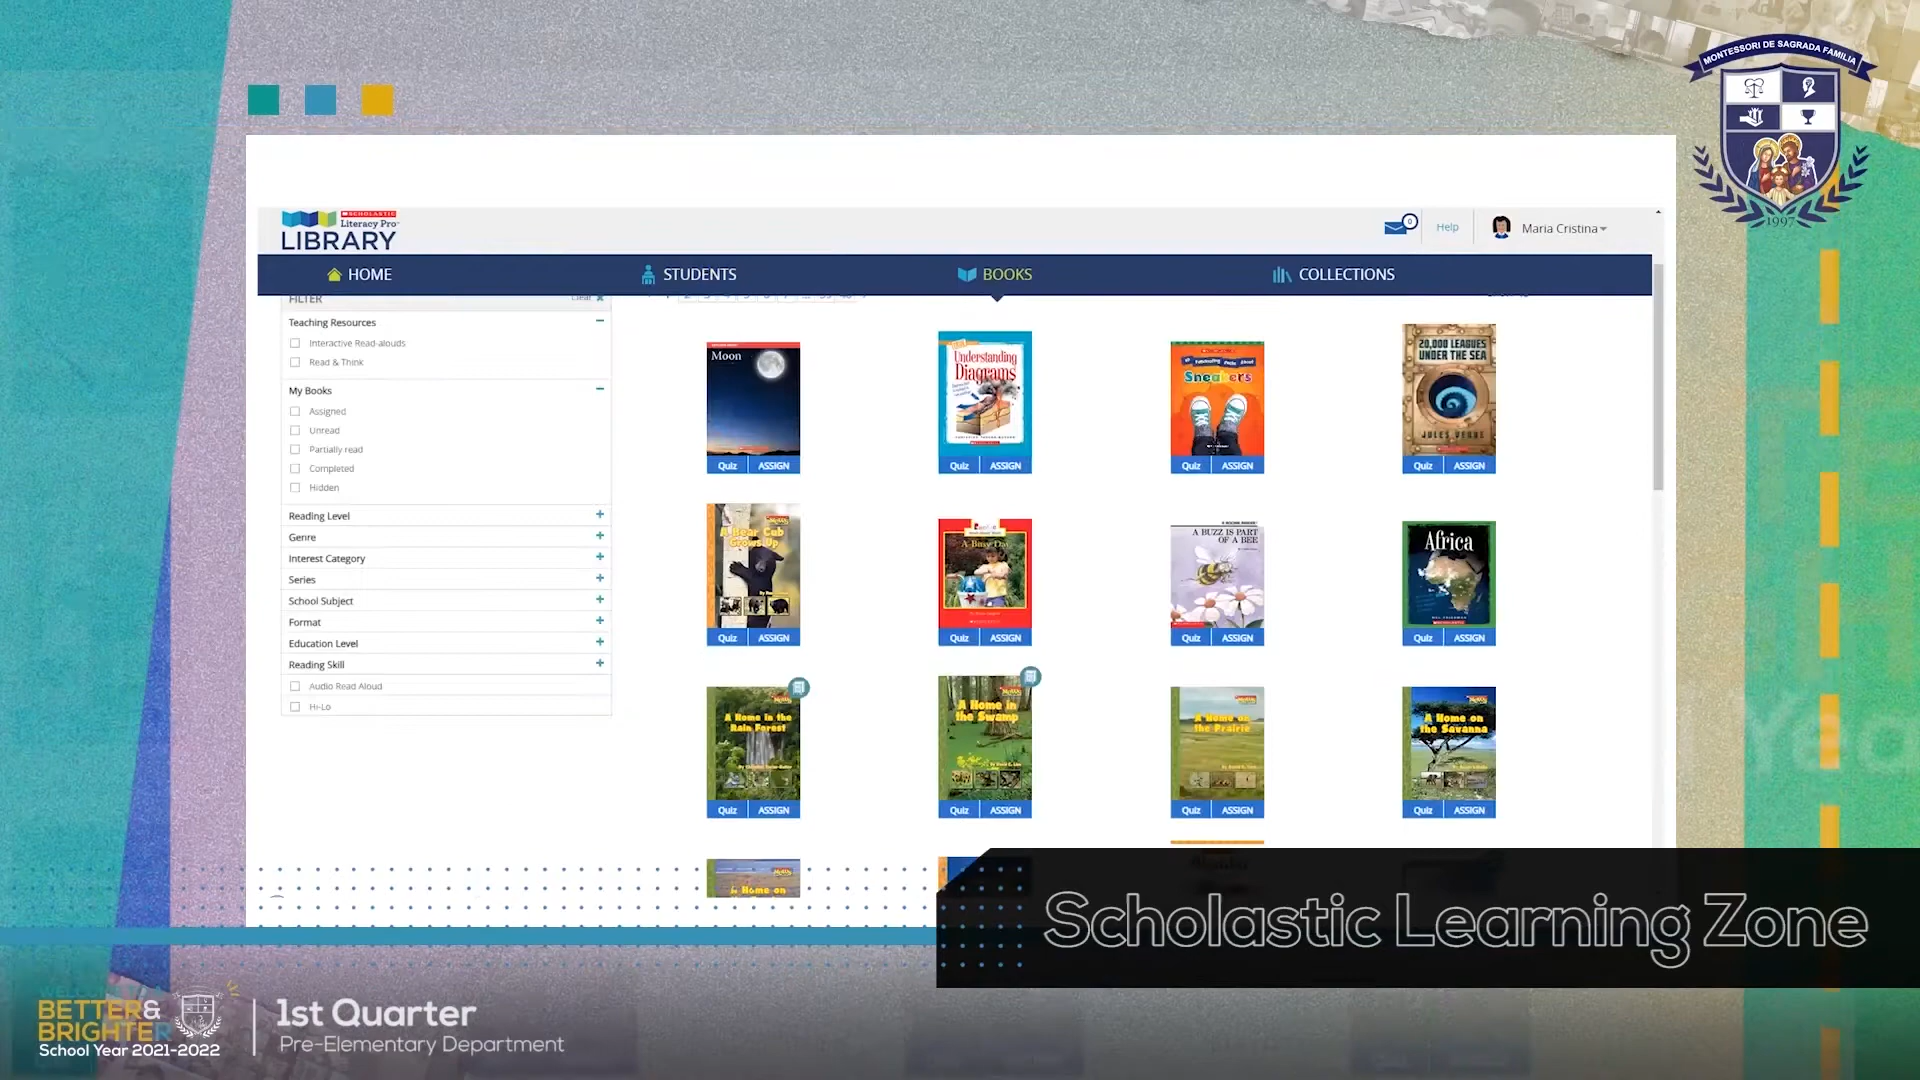 MONTESSORI DE SAGRADA FAMILIA
1997
SCHOLASTIC
Literacy Pro
LIBRARY
0
Help
Maria Cristina
HOME
STUDENTS
BOOKS
COLLECTIONS
FILTER
Clear
Teaching Resources
Interactive Read-alouds
Read & Think
My Books
Assigned
Unread
Partially read
Completed
Hidden
Reading Level
Genre
Interest Category
Series
School Subject
Format
Education Level
Reading Skill
Audio Read Aloud
Hi-Lo
Moon
Quiz ASSIGN
Understanding
Diagrams
Quiz ASSIGN
Sneakers
Quiz ASSIGN
20,000 LEAGUES
UNDER THE SEA
JULES VERNE
Quiz ASSIGN
A Bear Cub
Grows Up
Quiz ASSIGN
A Busy Day
Quiz ASSIGN
A BUZZ IS PART
OF A BEE
Quiz ASSIGN
Africa
Quiz ASSIGN
A Home in the
Rain Forest
Quiz ASSIGN
A Home in
the Swamp
Quiz ASSIGN
A Home on
the Prairie
Quiz ASSIGN
A Home on
the Savanna
Quiz ASSIGN
Home on
Scholastic Learning Zone
BETTER&
BRIGHTER
School Year 2021-2022
1st Quarter
Pre-Elementary Department